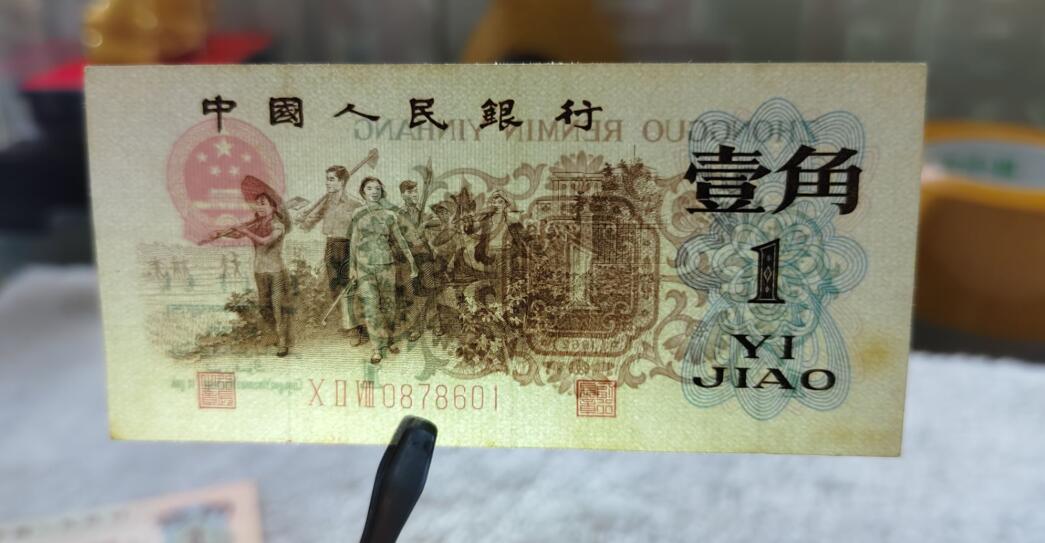 中國人民銀行
ZHONGGUO RENMIN YINHANG
壹角
1
YI
JIAO
X II VIII 0878601